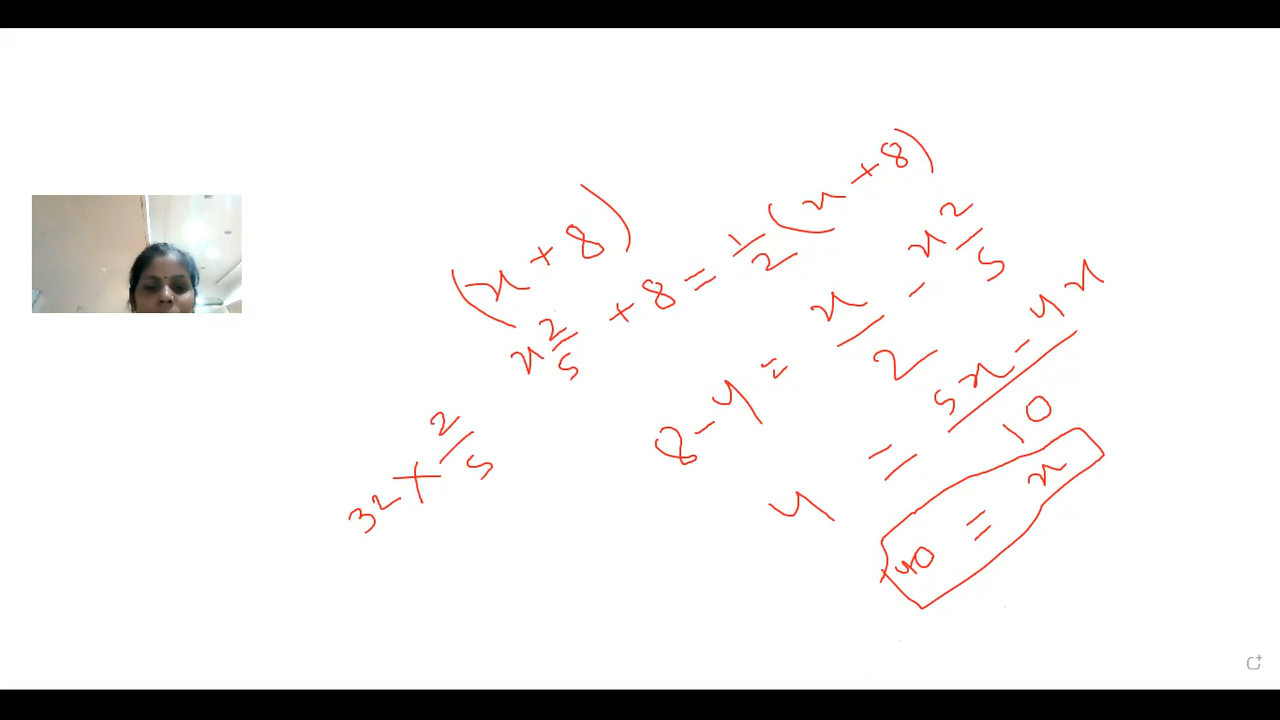 (x + 8)
x 2/5 + 8 = 1/2 (x + 8)
8 - 4 = x/2 - x 2/5
4 = 5x - 4x / 10
40 = x
32 × 2/5